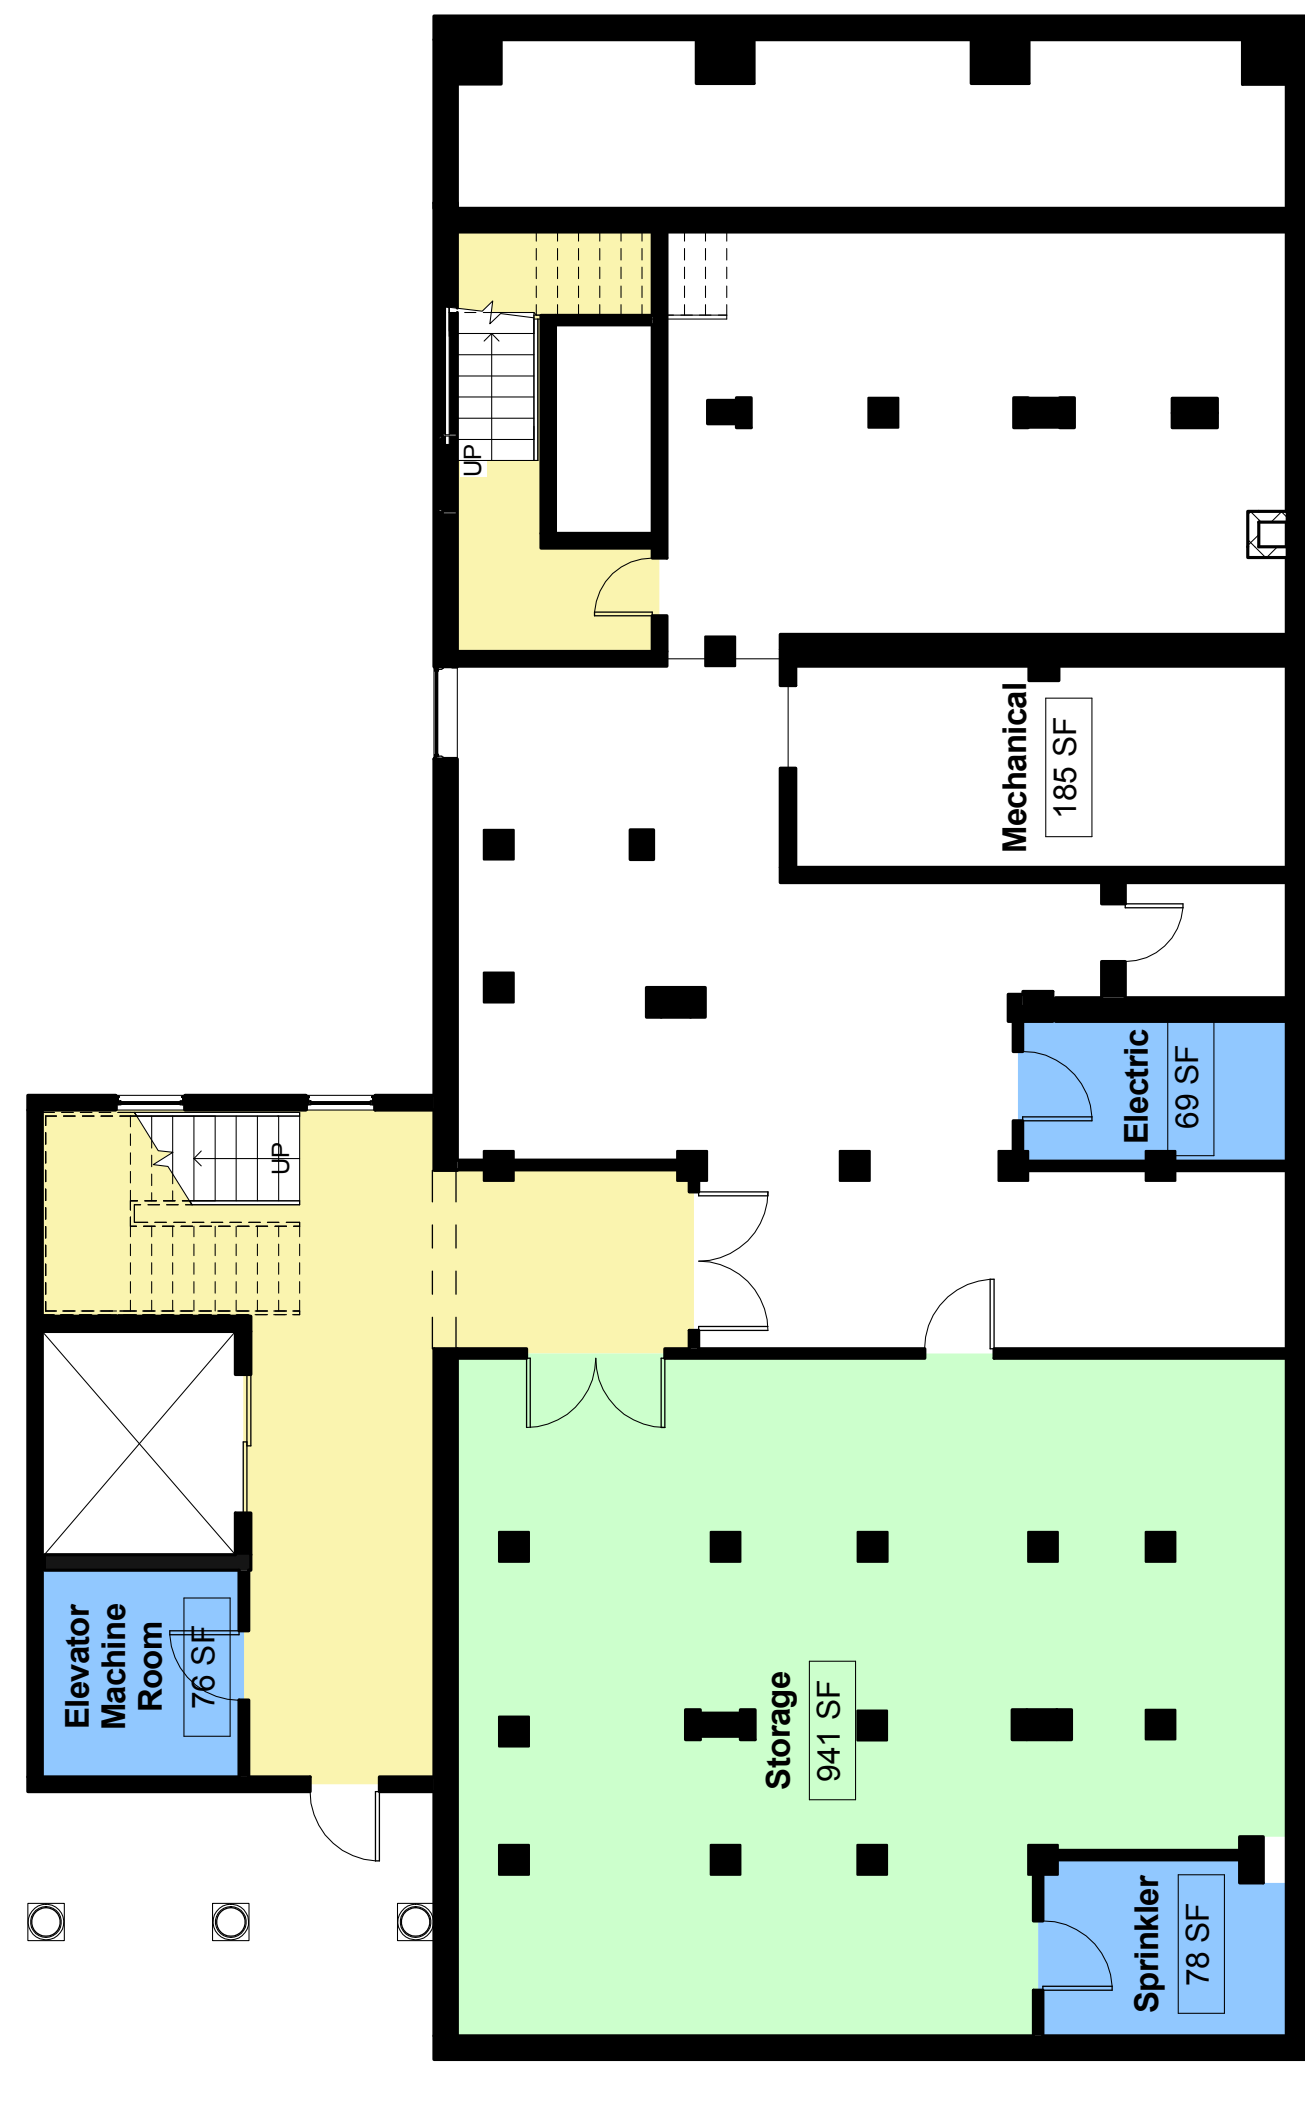 UP
Mechanical
185 SF
Electric
69 SF
UP
Elevator
Machine
Room
76 SF
Storage
941 SF
Sprinkler
78 SF